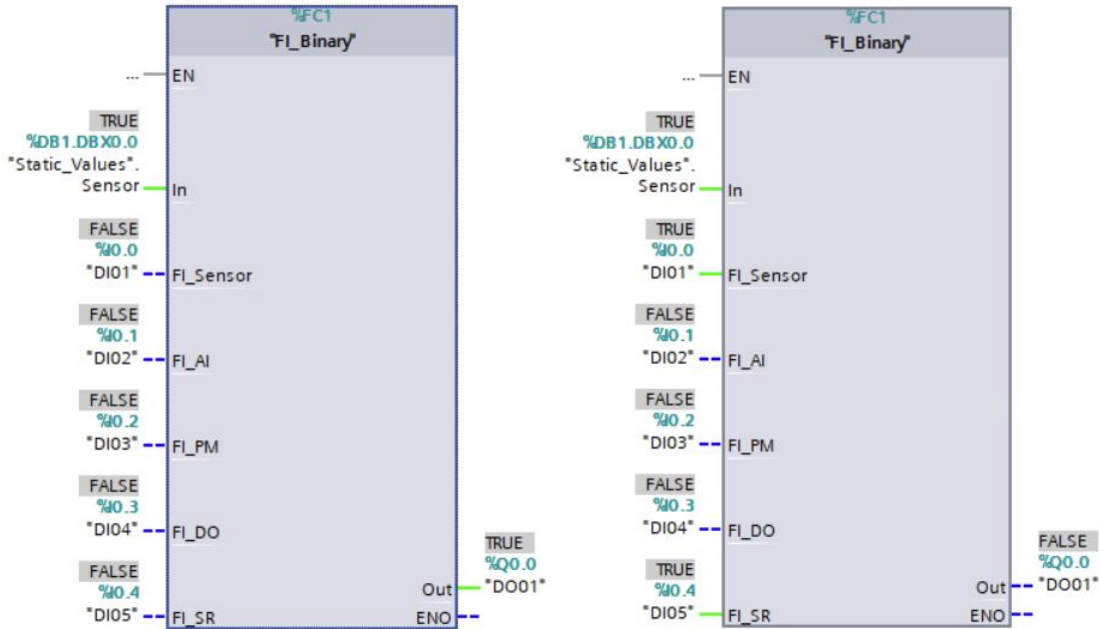 %FC1
"FI_Binary"
... EN
TRUE
%DB1.DBX0.0
"Static_Values".
Sensor In
FALSE
%I0.0
"DI01" FI_Sensor
FALSE
%I0.1
"DI02" FI_AI
FALSE
%I0.2
"DI03" FI_PM
FALSE
%I0.3
"DI04" FI_DO
FALSE
%I0.4
"DI05" FI_SR
TRUE
%Q0.0
Out "DO01"
ENO
%FC1
"FI_Binary"
... EN
TRUE
%DB1.DBX0.0
"Static_Values".
Sensor In
TRUE
%I0.0
"DI01" FI_Sensor
FALSE
%I0.1
"DI02" FI_AI
FALSE
%I0.2
"DI03" FI_PM
FALSE
%I0.3
"DI04" FI_DO
TRUE
%I0.4
"DI05" FI_SR
FALSE
%Q0.0
Out "DO01"
ENO